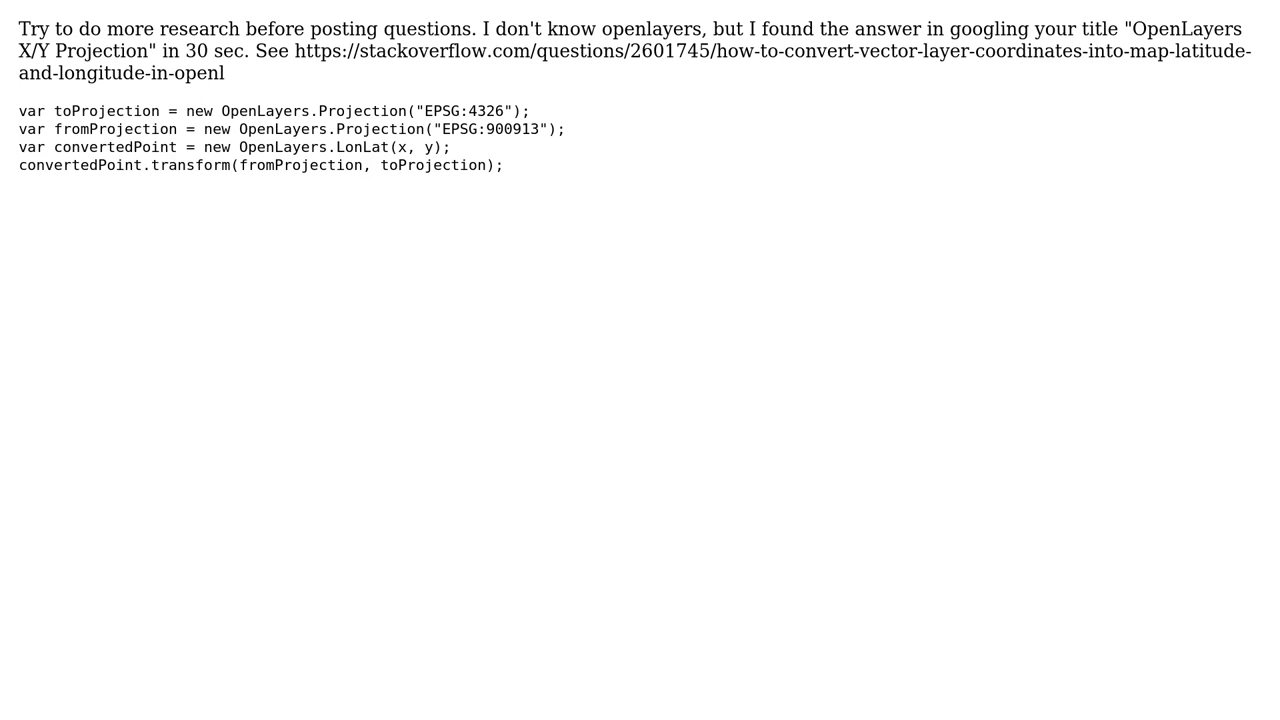 Try to do more research before posting questions. I don't know openlayers, but I found the answer in googling your title "OpenLayers
X/Y Projection" in 30 sec. See https://stackoverflow.com/questions/2601745/how-to-convert-vector-layer-coordinates-into-map-latitude-
and-longitude-in-openl
var toProjection = new OpenLayers.Projection("EPSG:4326");
var fromProjection = new OpenLayers.Projection("EPSG:900913");
var convertedPoint = new OpenLayers.LonLat(x, y);
convertedPoint.transform(fromProjection, toProjection);